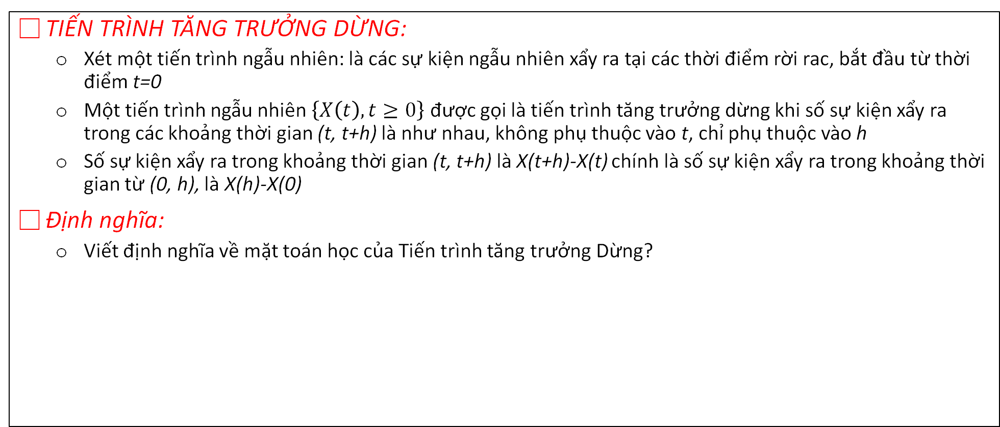 TIẾN TRÌNH TĂNG TRƯỞNG DỪNG:
Xét một tiến trình ngẫu nhiên: là các sự kiện ngẫu nhiên xẩy ra tại các thời điểm rời rac, bắt đầu từ thời
điểm t=0
Một tiến trình ngẫu nhiên {X(t), t ≥ 0} được gọi là tiến trình tăng trưởng dừng khi số sự kiện xẩy ra
trong các khoảng thời gian (t, t+h) là như nhau, không phụ thuộc vào t, chỉ phụ thuộc vào h
Số sự kiện xẩy ra trong khoảng thời gian (t, t+h) là X(t+h)-X(t) chính là số sự kiện xẩy ra trong khoảng thời
gian từ (0, h), là X(h)-X(0)
Định nghĩa:
Viết định nghĩa về mặt toán học của Tiến trình tăng trưởng Dừng?